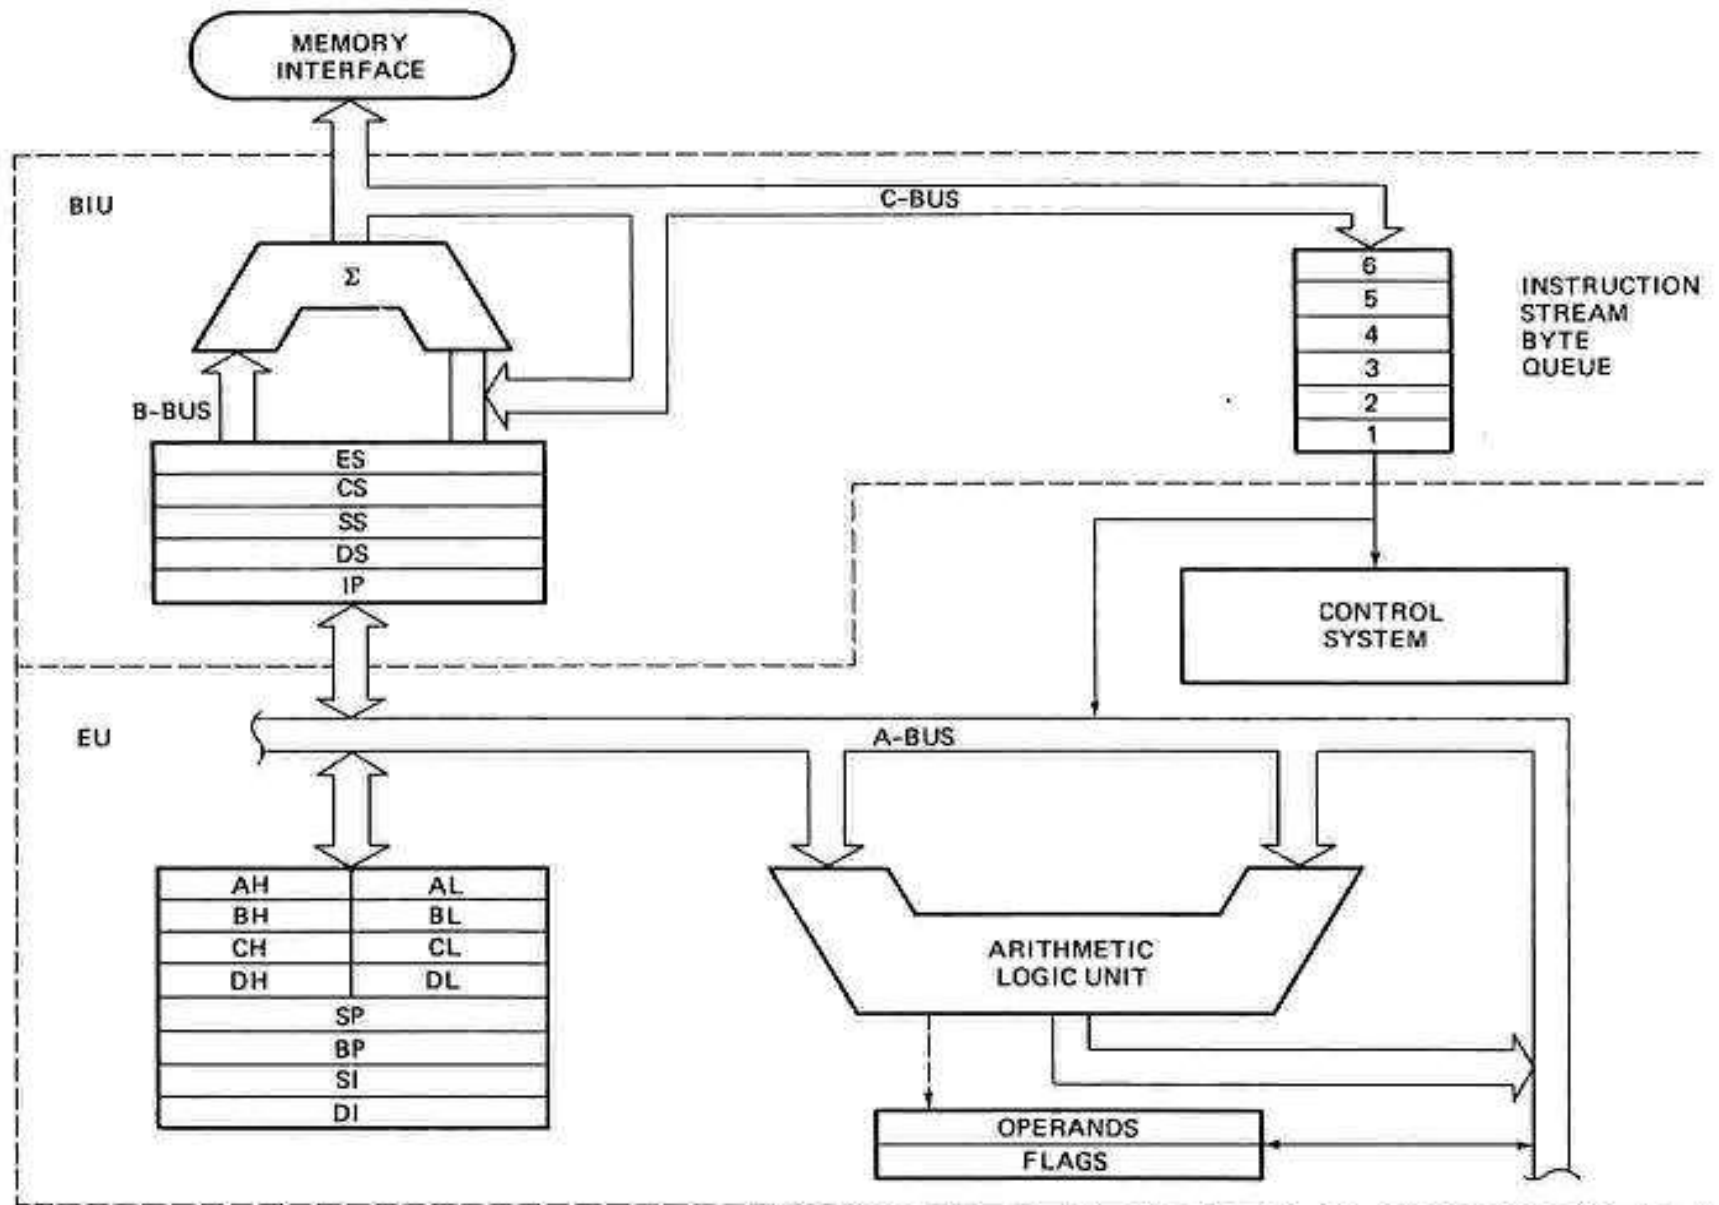 MEMORY
INTERFACE
BIU
C-BUS
Σ
6
5
4
3
2
1
INSTRUCTION
STREAM
BYTE
QUEUE
B-BUS
ES
CS
SS
DS
IP
CONTROL
SYSTEM
EU
A-BUS
AH AL
BH BL
CH CL
DH DL
SP
BP
SI
DI
ARITHMETIC
LOGIC UNIT
OPERANDS
FLAGS